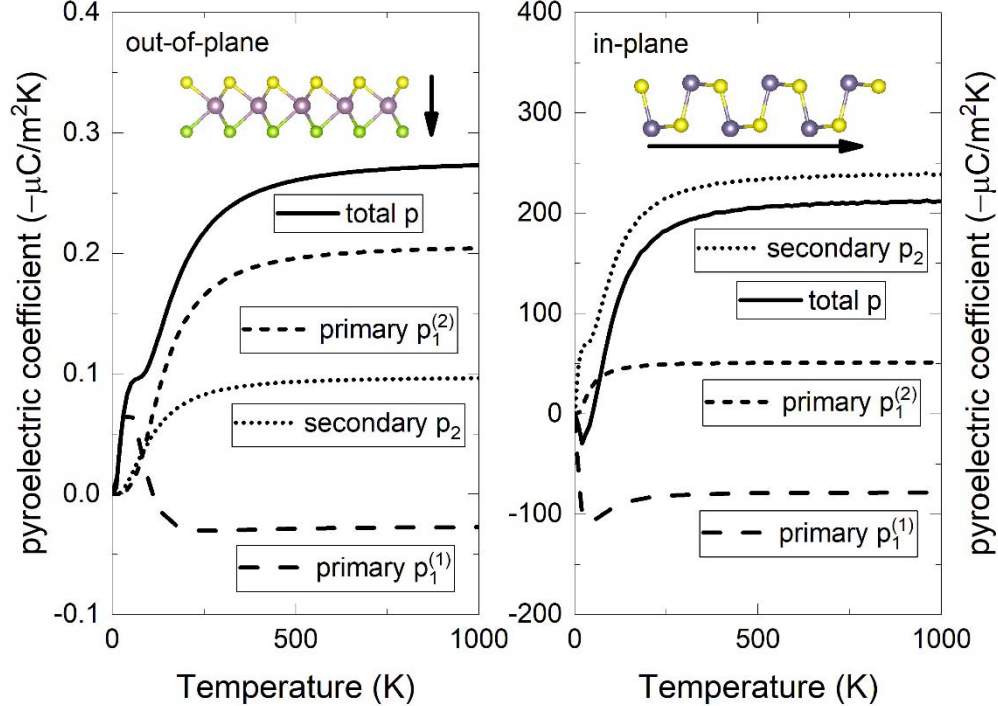 out-of-plane
pyroelectric coefficient (−μC/m²K)
0.4
0.3
0.2
0.1
0.0
-0.1
total p
primary p₁⁽²⁾
secondary p₂
primary p₁⁽¹⁾
0
500
1000
Temperature (K)
in-plane
400
300
200
100
0
-100
-200
secondary p₂
total p
primary p₁⁽²⁾
primary p₁⁽¹⁾
0
500
1000
Temperature (K)
pyroelectric coefficient (−μC/m²K)